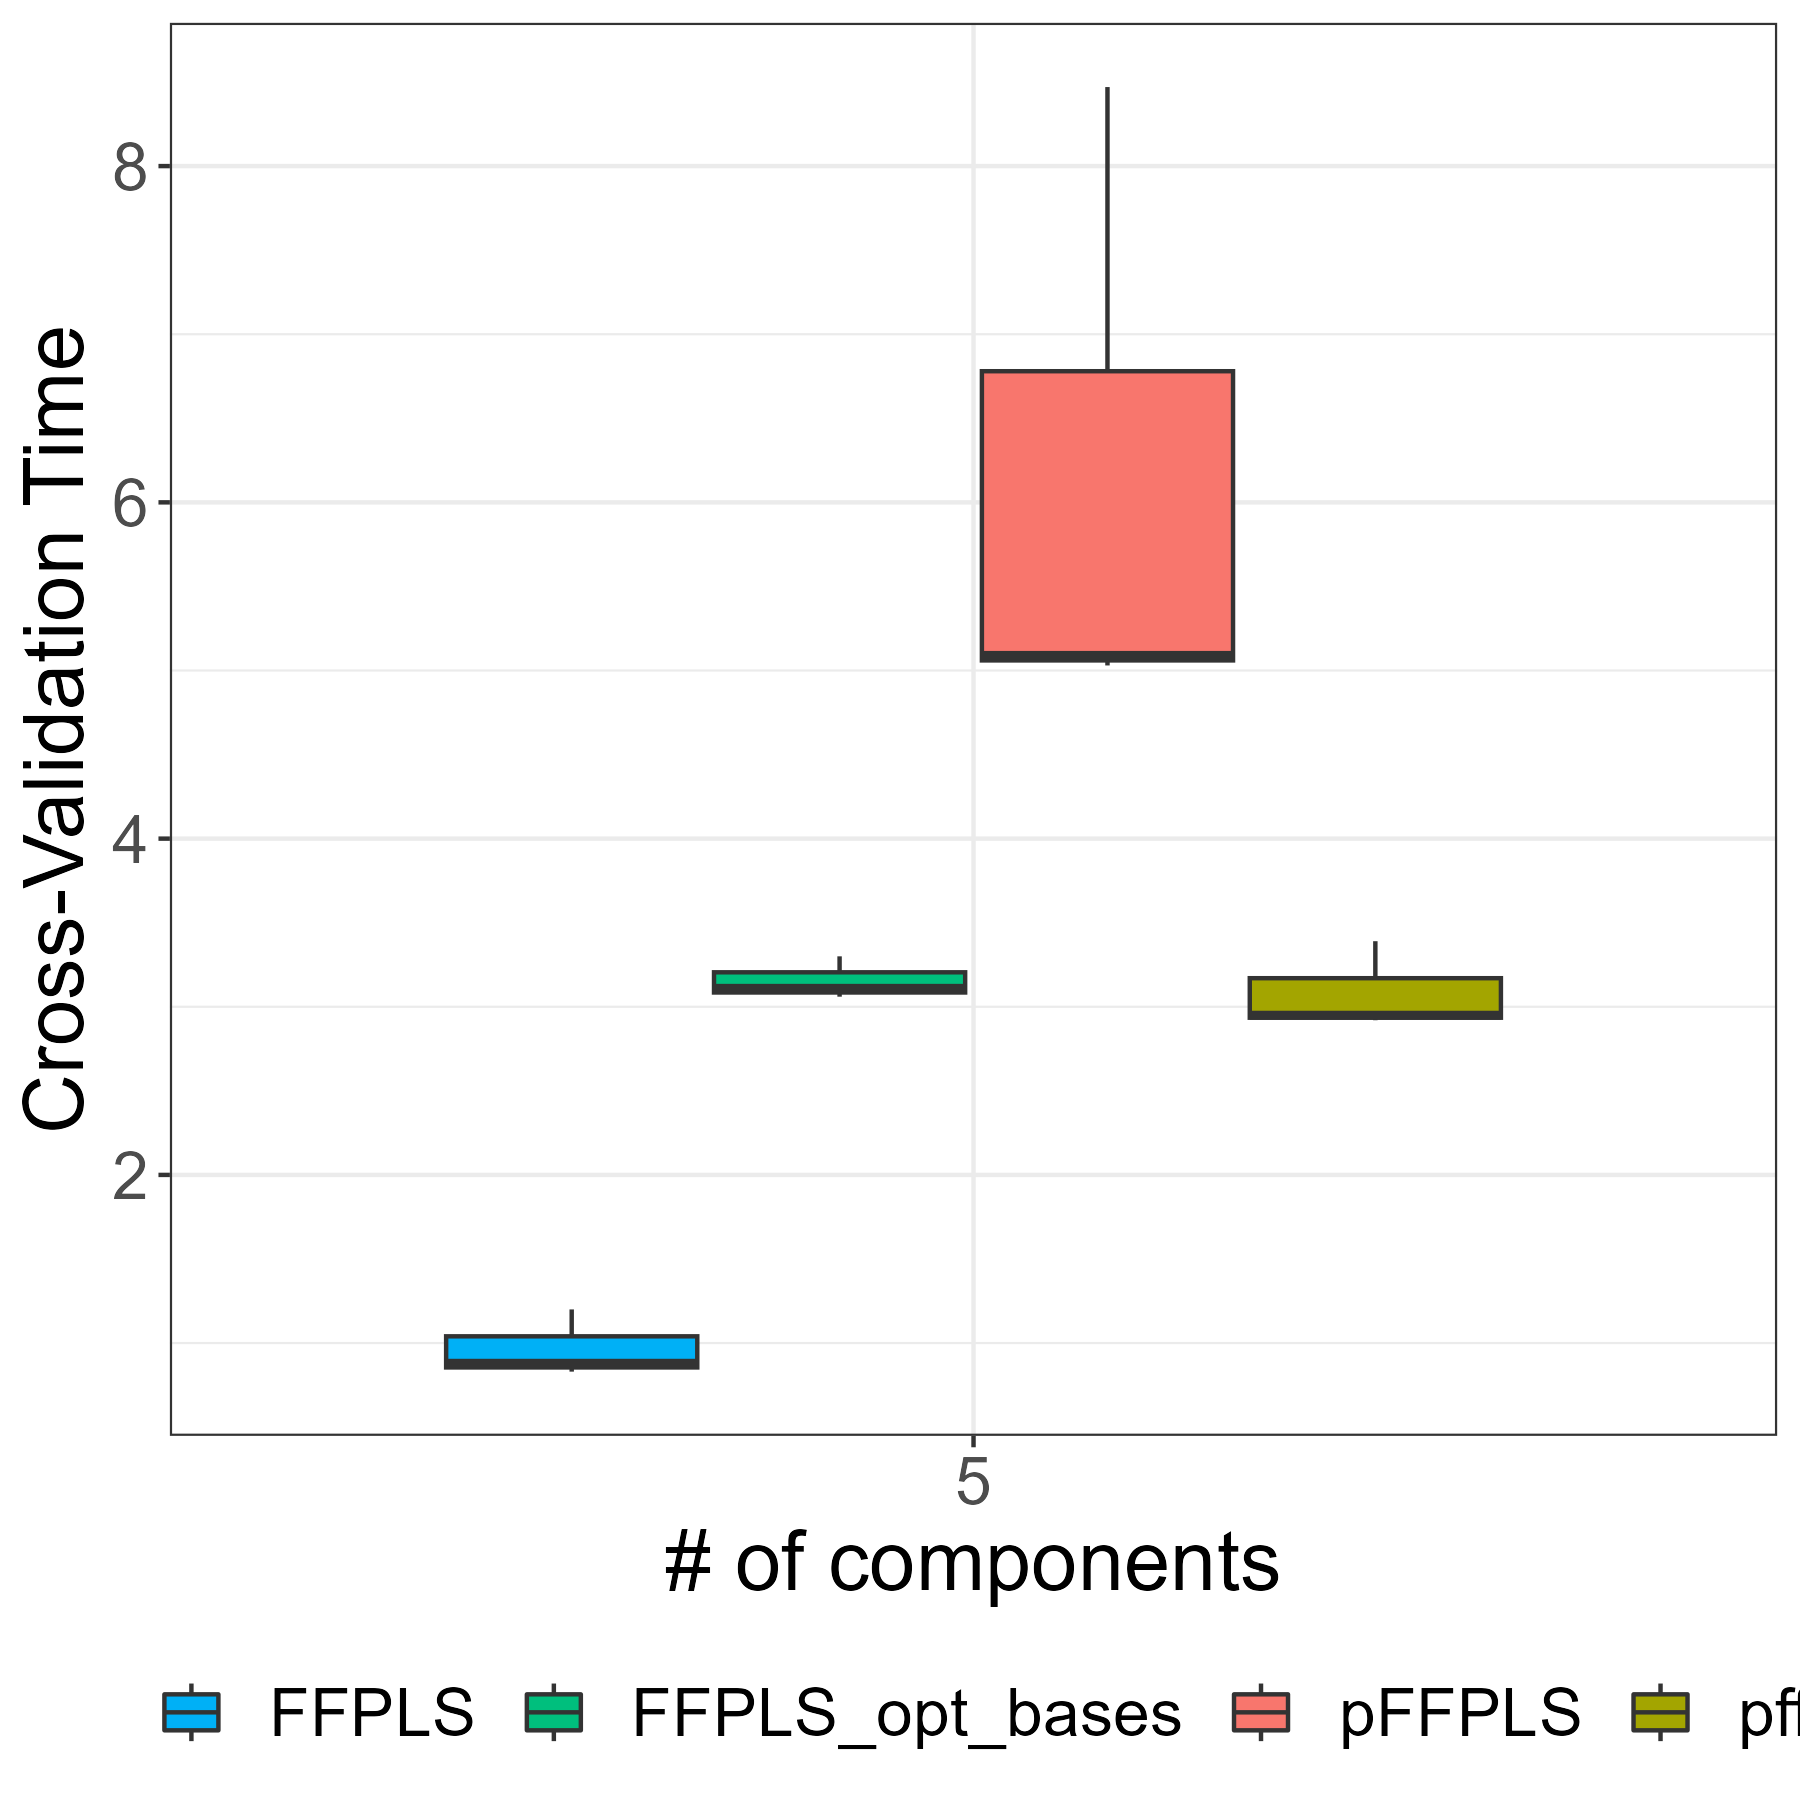 Cross-Validation Time
8
6
4
2
5
# of components
FFPLS FFPLS_opt_bases pFFPLS